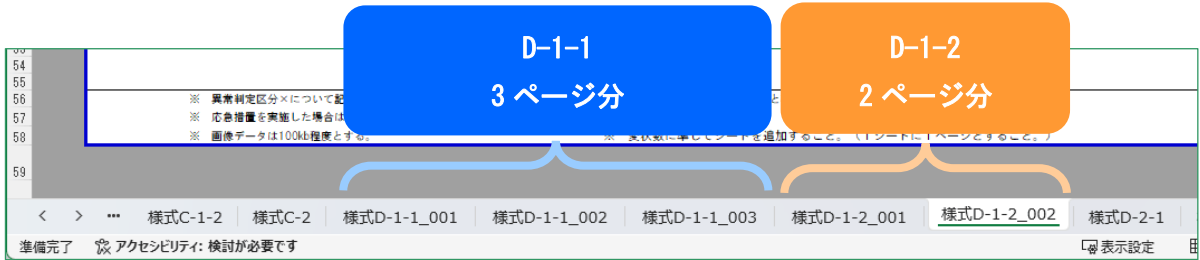 D-1-1
3 ページ分
D-1-2
2 ページ分
54
55
56
※ 異常判定区分×について記
と
57
※ 応急措置を実施した場合は
58
※ 画像データは100kb程度とする。
※ 変状数に準じてシートを追加すること。(1シートに1ページとすること。)
59
< > ··· 様式C-1-2 様式C-2 様式D-1-1_001 様式D-1-1_002 様式D-1-1_003 様式D-1-2_001 様式D-1-2_002 様式D-2-1
準備完了 アクセシビリティ: 検討が必要です 表示設定